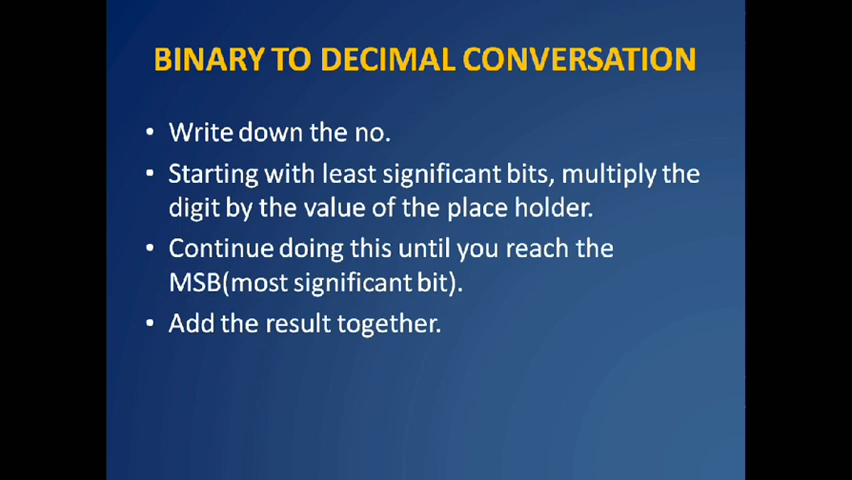 BINARY TO DECIMAL CONVERSATION
• Write down the no.
• Starting with least significant bits, multiply the
digit by the value of the place holder.
• Continue doing this until you reach the
MSB(most significant bit).
• Add the result together.